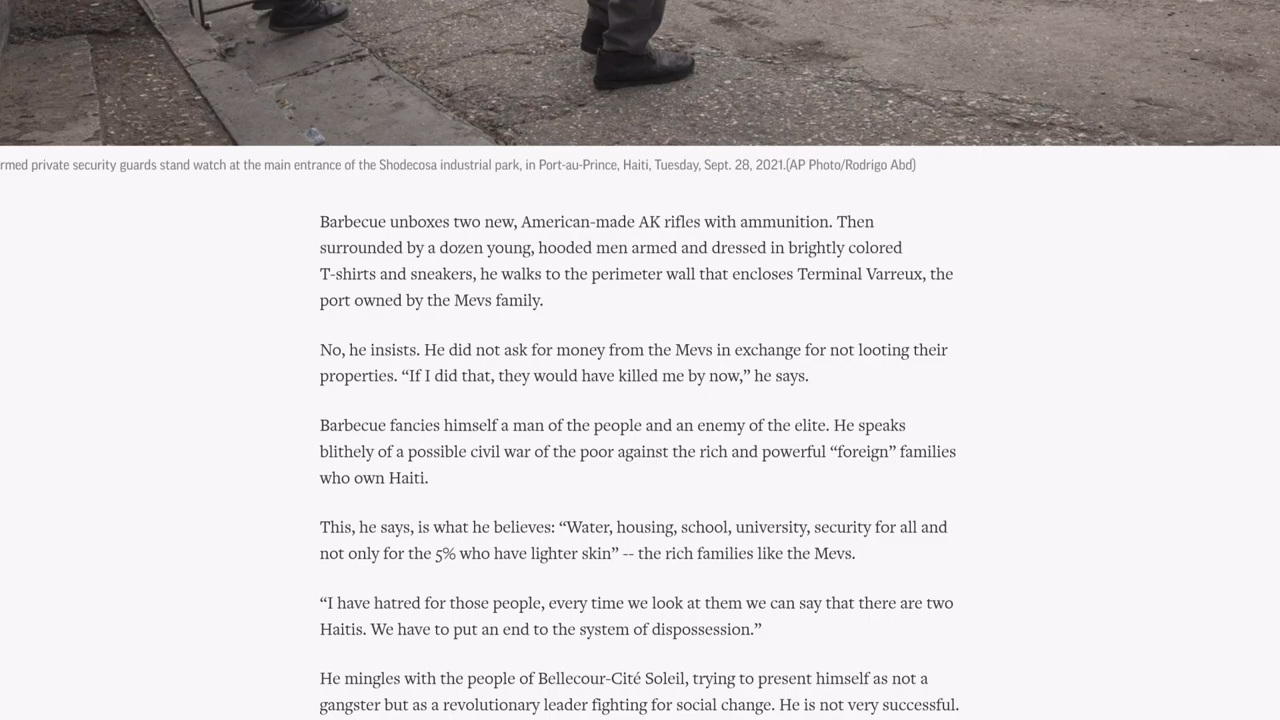 rmed private security guards stand watch at the main entrance of the Shodecosa industrial park, in Port-au-Prince, Haiti, Tuesday, Sept. 28, 2021.(AP Photo/Rodrigo Abd)
Barbecue unboxes two new, American-made AK rifles with ammunition. Then
surrounded by a dozen young, hooded men armed and dressed in brightly colored
T-shirts and sneakers, he walks to the perimeter wall that encloses Terminal Varreux, the
port owned by the Mevs family.
No, he insists. He did not ask for money from the Mevs in exchange for not looting their
properties. “If I did that, they would have killed me by now,” he says.
Barbecue fancies himself a man of the people and an enemy of the elite. He speaks
blithely of a possible civil war of the poor against the rich and powerful “foreign” families
who own Haiti.
This, he says, is what he believes: “Water, housing, school, university, security for all and
not only for the 5% who have lighter skin” -- the rich families like the Mevs.
“I have hatred for those people, every time we look at them we can say that there are two
Haitis. We have to put an end to the system of dispossession.”
He mingles with the people of Bellecour-Cité Soleil, trying to present himself as not a
gangster but as a revolutionary leader fighting for social change. He is not very successful.